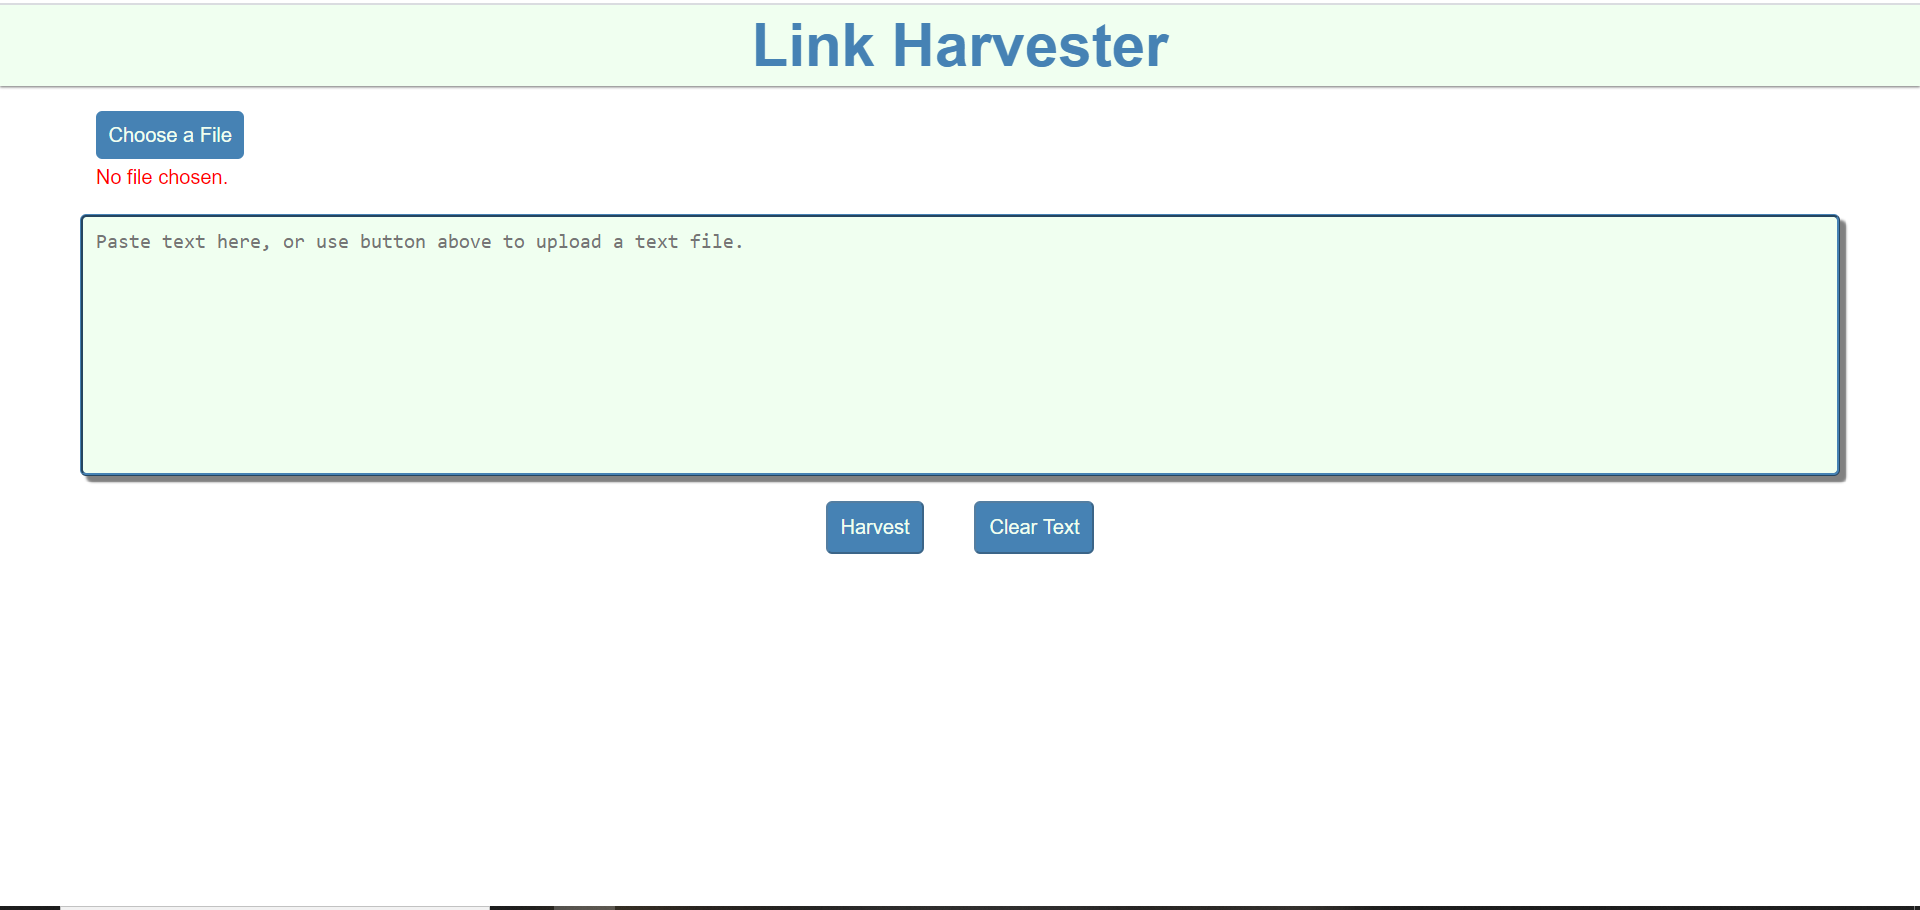 Link Harvester
Choose a File
No file chosen.
Paste text here, or use button above to upload a text file.
Harvest Clear Text